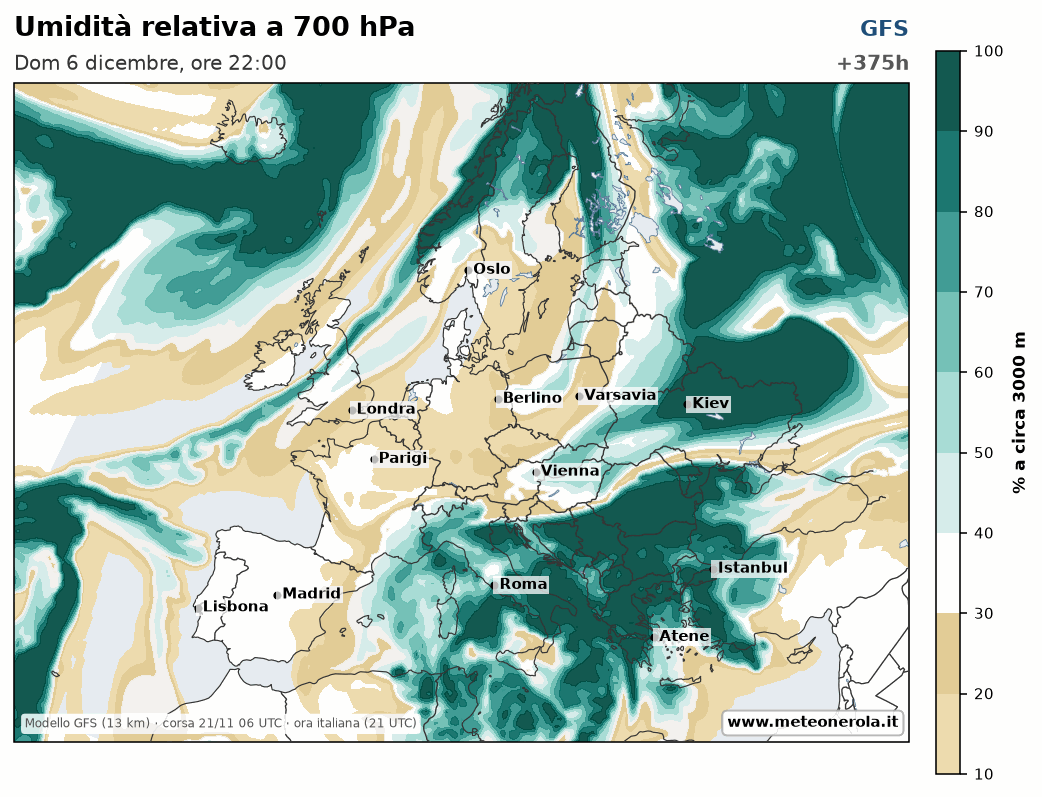 Umidità relativa a 700 hPa
GFS
Dom 6 dicembre, ore 22:00
+375h
100
90
80
70
60
50
40
30
20
10
% a circa 3000 m
Oslo
Berlino
Varsavia
Kiev
Londra
Parigi
Vienna
Istanbul
Roma
Madrid
Lisbona
Atene
Modello GFS (13 km) · corsa 21/11 06 UTC · ora italiana (21 UTC)
www.meteonerola.it